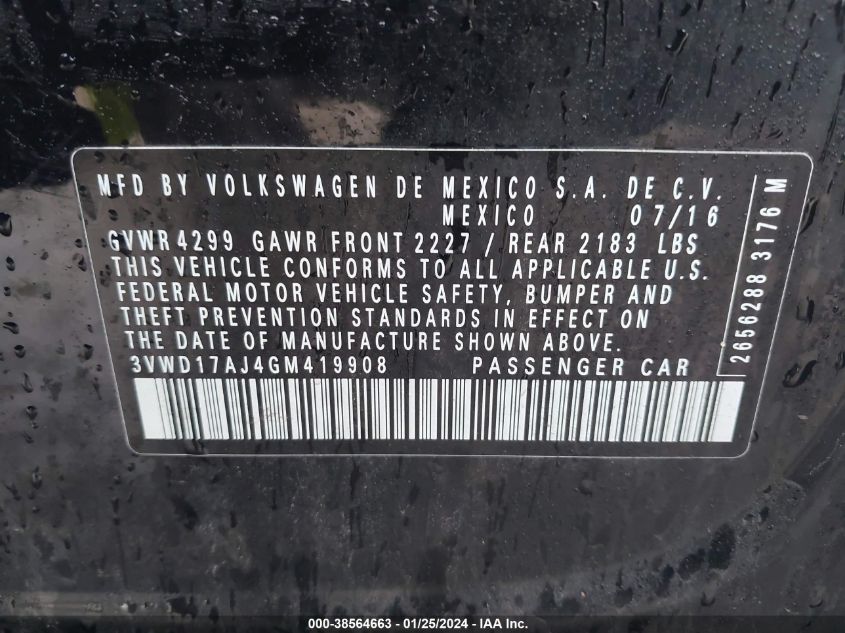 MFD BY VOLKSWAGEN DE MEXICO S.A. DE C.V.
MEXICO 07/16
GVWR 4299 GAWR FRONT 2227 / REAR 2183 LBS
THIS VEHICLE CONFORMS TO ALL APPLICABLE U.S.
FEDERAL MOTOR VEHICLE SAFETY, BUMPER AND
THEFT PREVENTION STANDARDS IN EFFECT ON
THE DATE OF MANUFACTURE SHOWN ABOVE.
3VWD17AJ4GM419908 PASSENGER CAR
2656288 3176 M
000-38564663 - 01/25/2024 - IAA Inc.